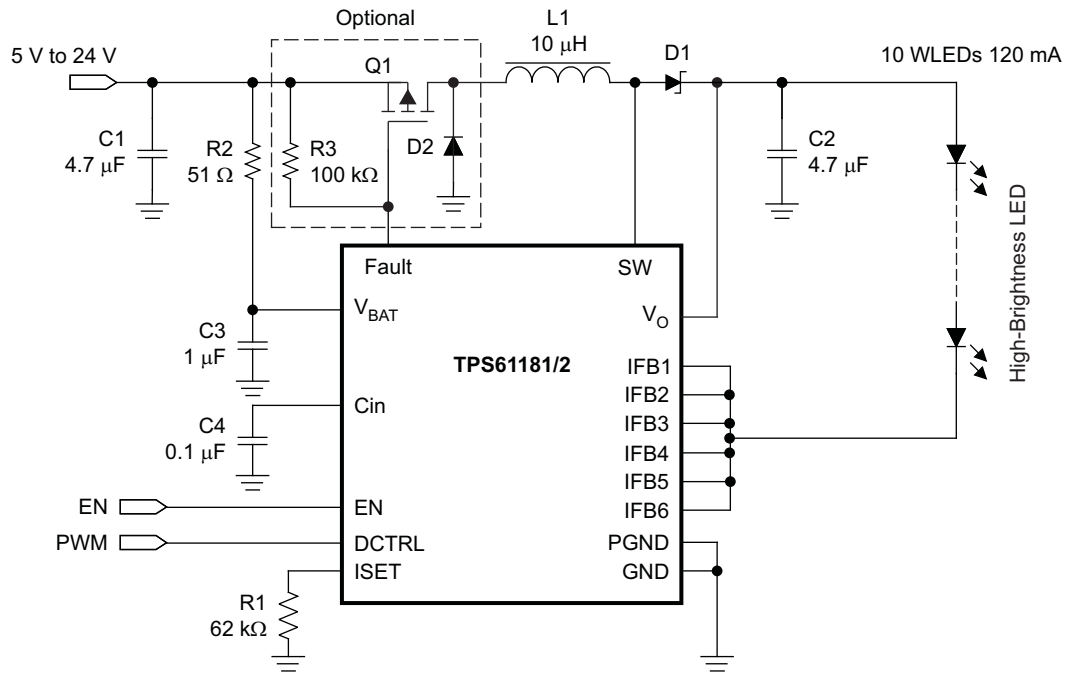 Optional
L1
10 μH
5 V to 24 V
Q1
D1
10 WLEDs 120 mA
C1
4.7 μF
R2
51 Ω
R3
100 kΩ
D2
C2
4.7 μF
High-Brightness LED
Fault
SW
VBAT
VO
C3
1 μF
TPS61181/2
IFB1
IFB2
IFB3
IFB4
IFB5
IFB6
Cin
C4
0.1 μF
EN
EN
PWM
DCTRL
PGND
ISET
GND
R1
62 kΩ